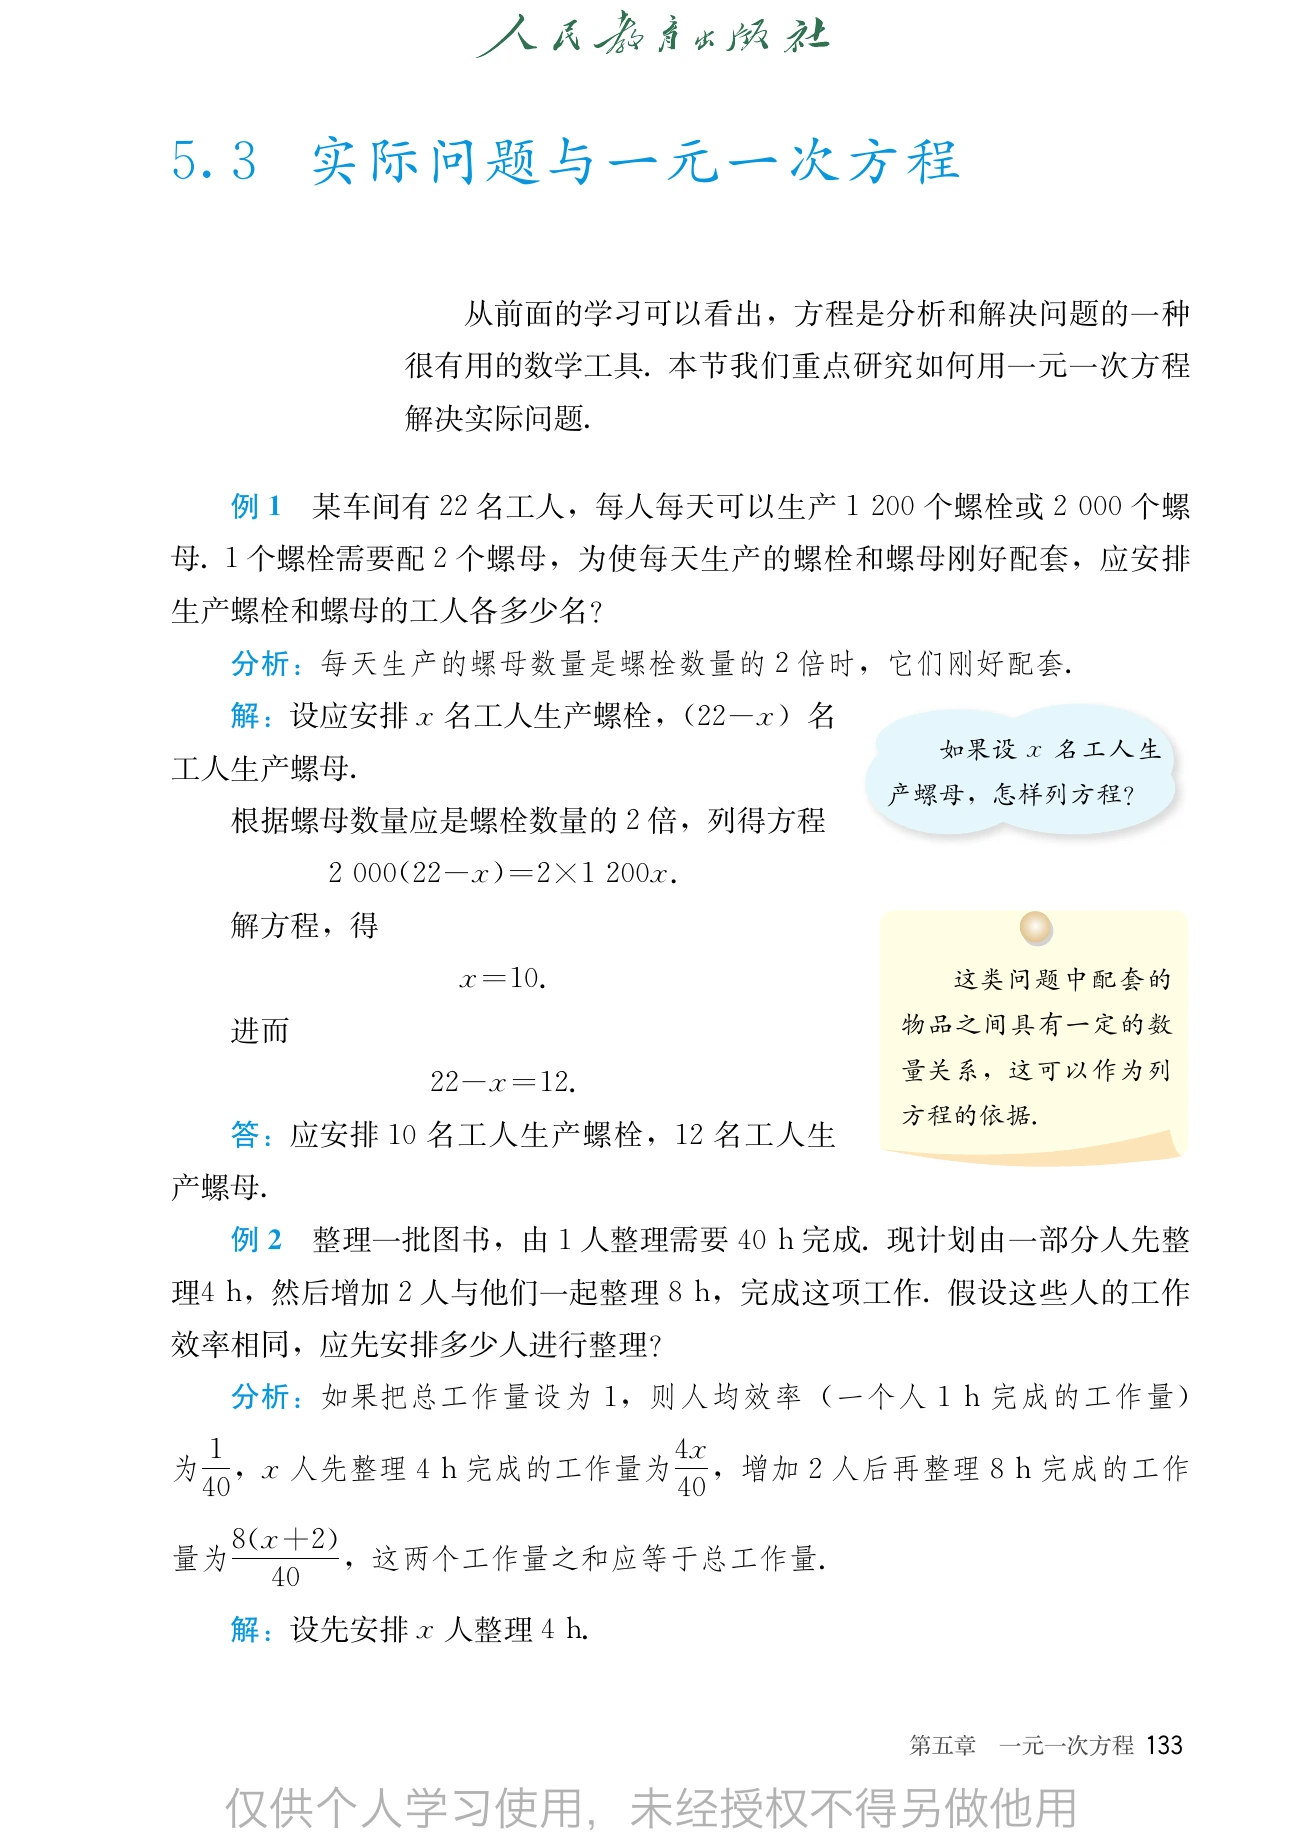 人民教育出版社
5.3 实际问题与一元一次方程
从前面的学习可以看出，方程是分析和解决问题的一种
很有用的数学工具. 本节我们重点研究如何用一元一次方程
解决实际问题.
例1 某车间有 22 名工人，每人每天可以生产 1 200 个螺栓或 2 000 个螺
母. 1 个螺栓需要配 2 个螺母，为使每天生产的螺栓和螺母刚好配套，应安排
生产螺栓和螺母的工人各多少名？
分析：每天生产的螺母数量是螺栓数量的 2 倍时，它们刚好配套.
解：设应安排 x 名工人生产螺栓，（22－x）名
工人生产螺母.
如果设 x 名工人生
产螺母，怎样列方程？
根据螺母数量应是螺栓数量的 2 倍，列得方程
2 000(22－x)＝2×1 200x.
解方程，得
x＝10.
进而
22－x＝12.
答：应安排 10 名工人生产螺栓，12 名工人生
产螺母.
这类问题中配套的
物品之间具有一定的数
量关系，这可以作为列
方程的依据.
例2 整理一批图书，由 1 人整理需要 40 h 完成. 现计划由一部分人先整
理4 h，然后增加 2 人与他们一起整理 8 h，完成这项工作. 假设这些人的工作
效率相同，应先安排多少人进行整理？
分析：如果把总工作量设为 1，则人均效率（一个人 1 h 完成的工作量）
为1/40，x 人先整理 4 h 完成的工作量为4x/40，增加 2 人后再整理 8 h 完成的工作
量为8(x＋2)/40，这两个工作量之和应等于总工作量.
解：设先安排 x 人整理 4 h.
第五章 一元一次方程 133
仅供个人学习使用，未经授权不得另做他用